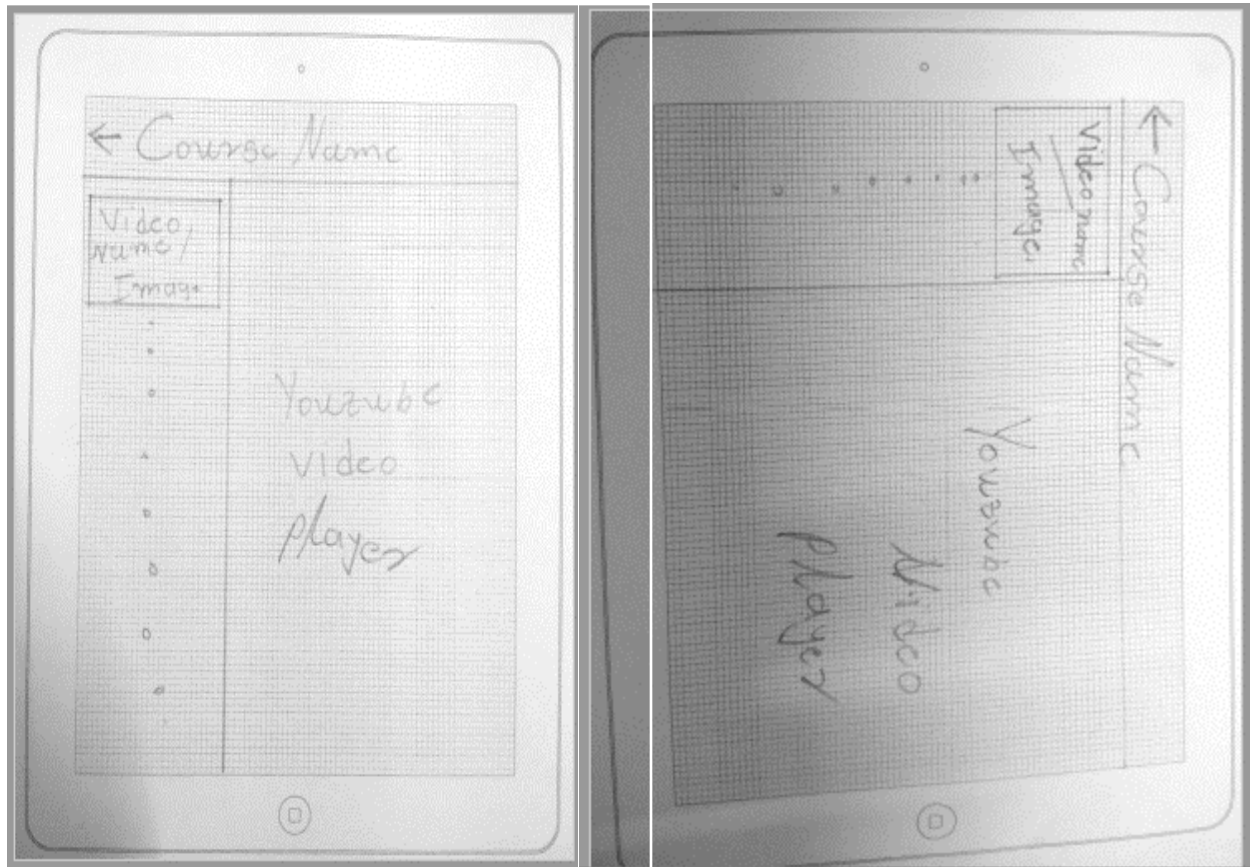 ← Course Name
Video
Name/
Image
Youtube
video
player
← Course Name
Video name
Image
Youtube
Video
player